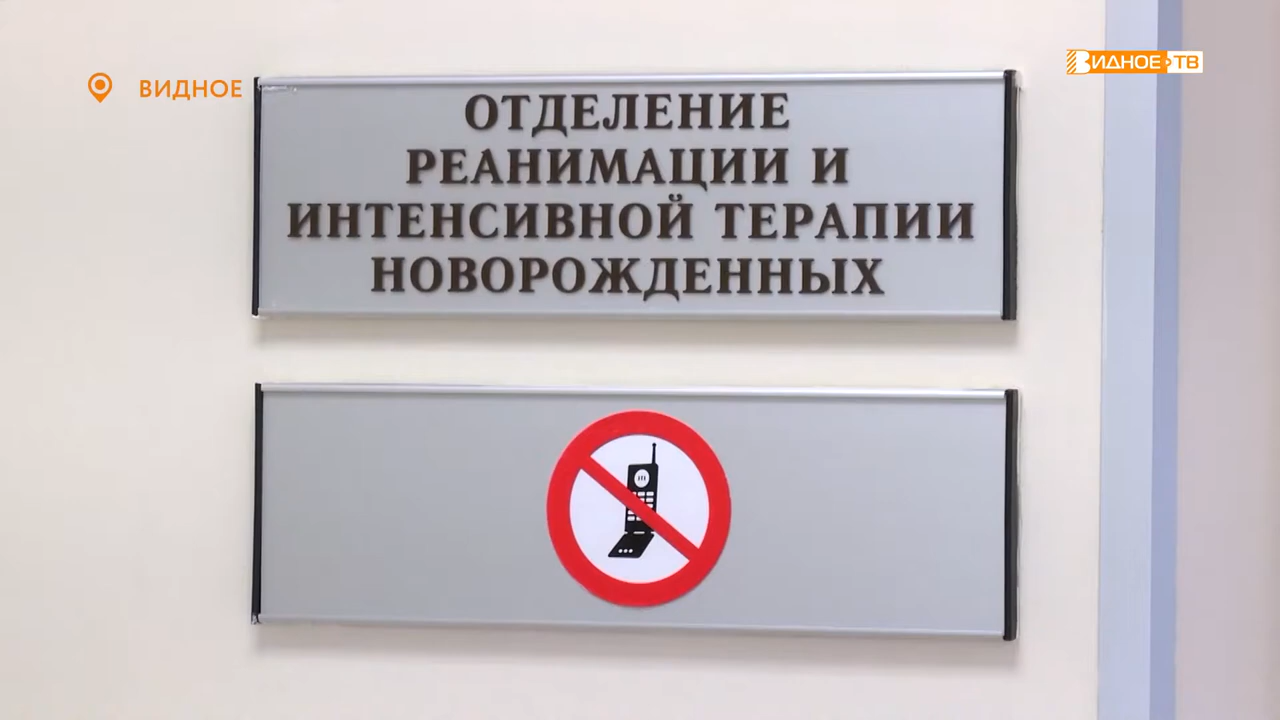 ВИДНОЕ
ВИДНОЕ ТВ
ОТДЕЛЕНИЕ
РЕАНИМАЦИИ И
ИНТЕНСИВНОЙ ТЕРАПИИ
НОВОРОЖДЕННЫХ